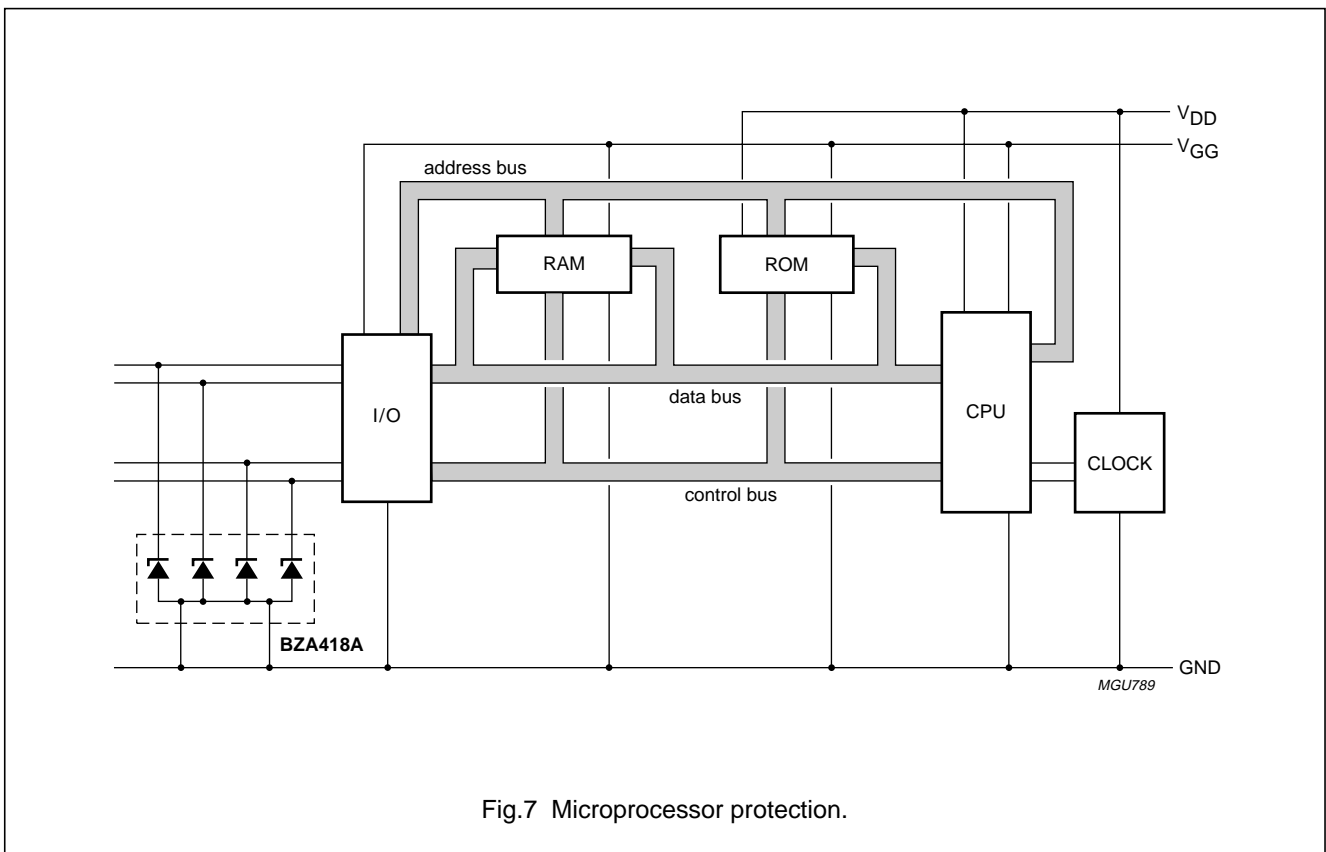 VDD
VGG
address bus
RAM
ROM
I/O
data bus
CPU
CLOCK
control bus
BZA418A
GND
MGU789
Fig.7 Microprocessor protection.